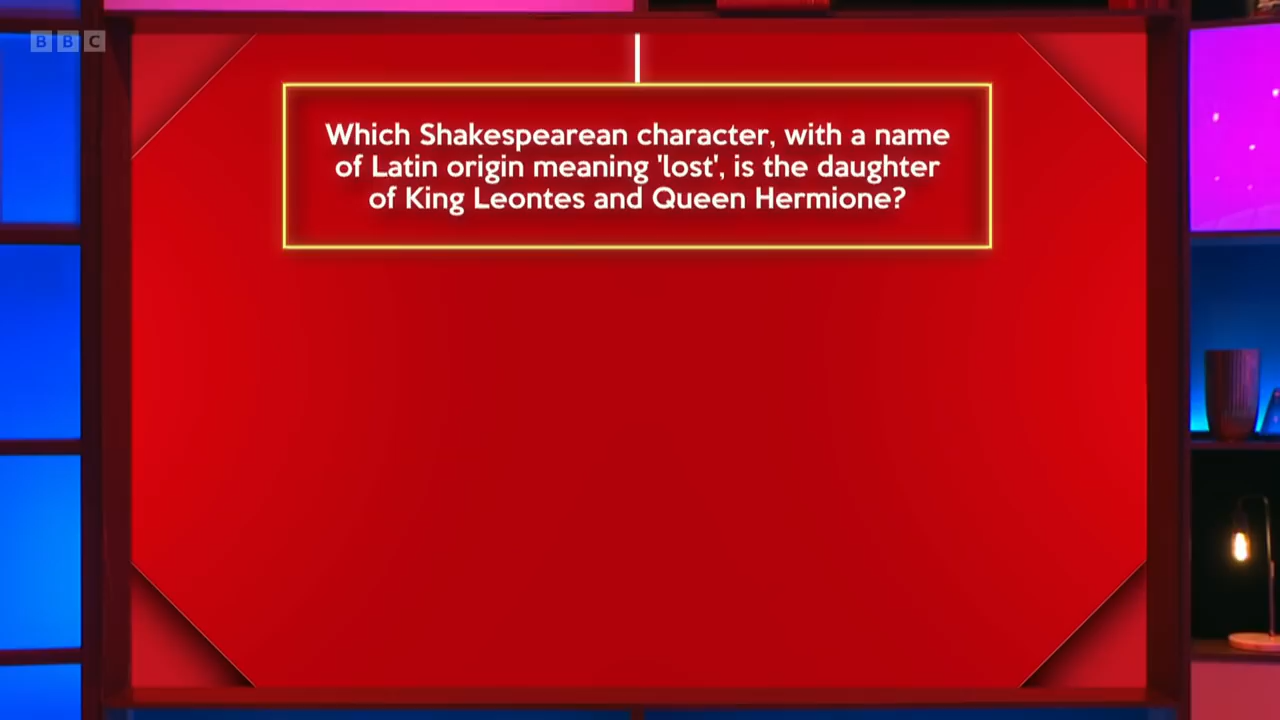 BBC
Which Shakespearean character, with a name
of Latin origin meaning 'lost', is the daughter
of King Leontes and Queen Hermione?